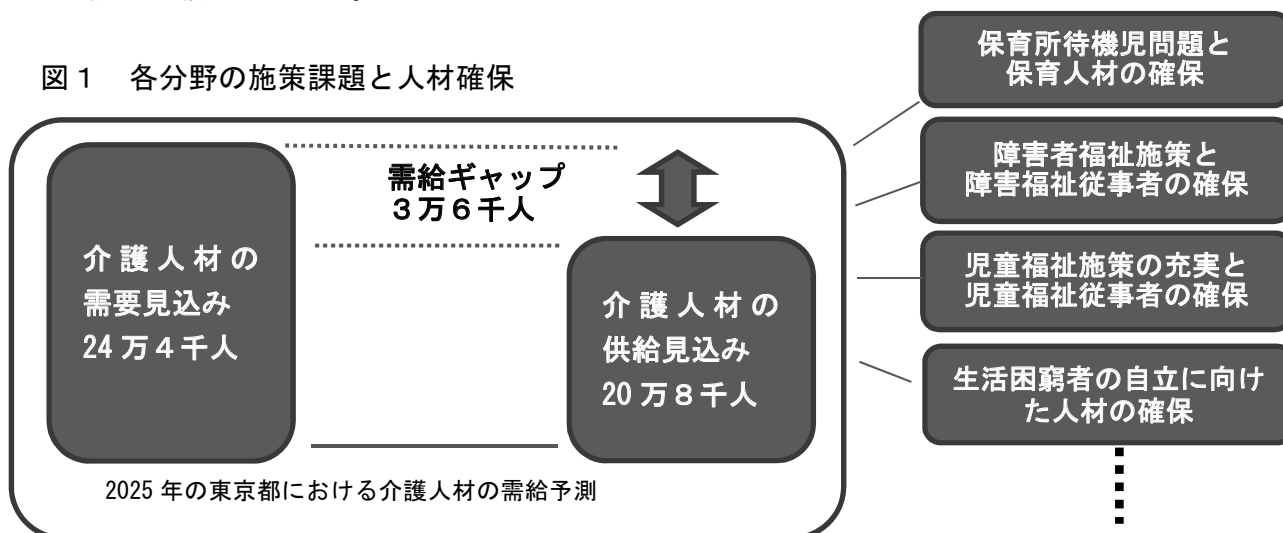 図１　各分野の施策課題と人材確保
需給ギャップ
３万６千人
介護人材の
需要見込み
24万４千人
介護人材の
供給見込み
20万８千人
2025年の東京都における介護人材の需給予測
保育所待機児問題と
保育人材の確保
障害者福祉施策と
障害福祉従事者の確保
児童福祉施策の充実と
児童福祉従事者の確保
生活困窮者の自立に向け
た人材の確保